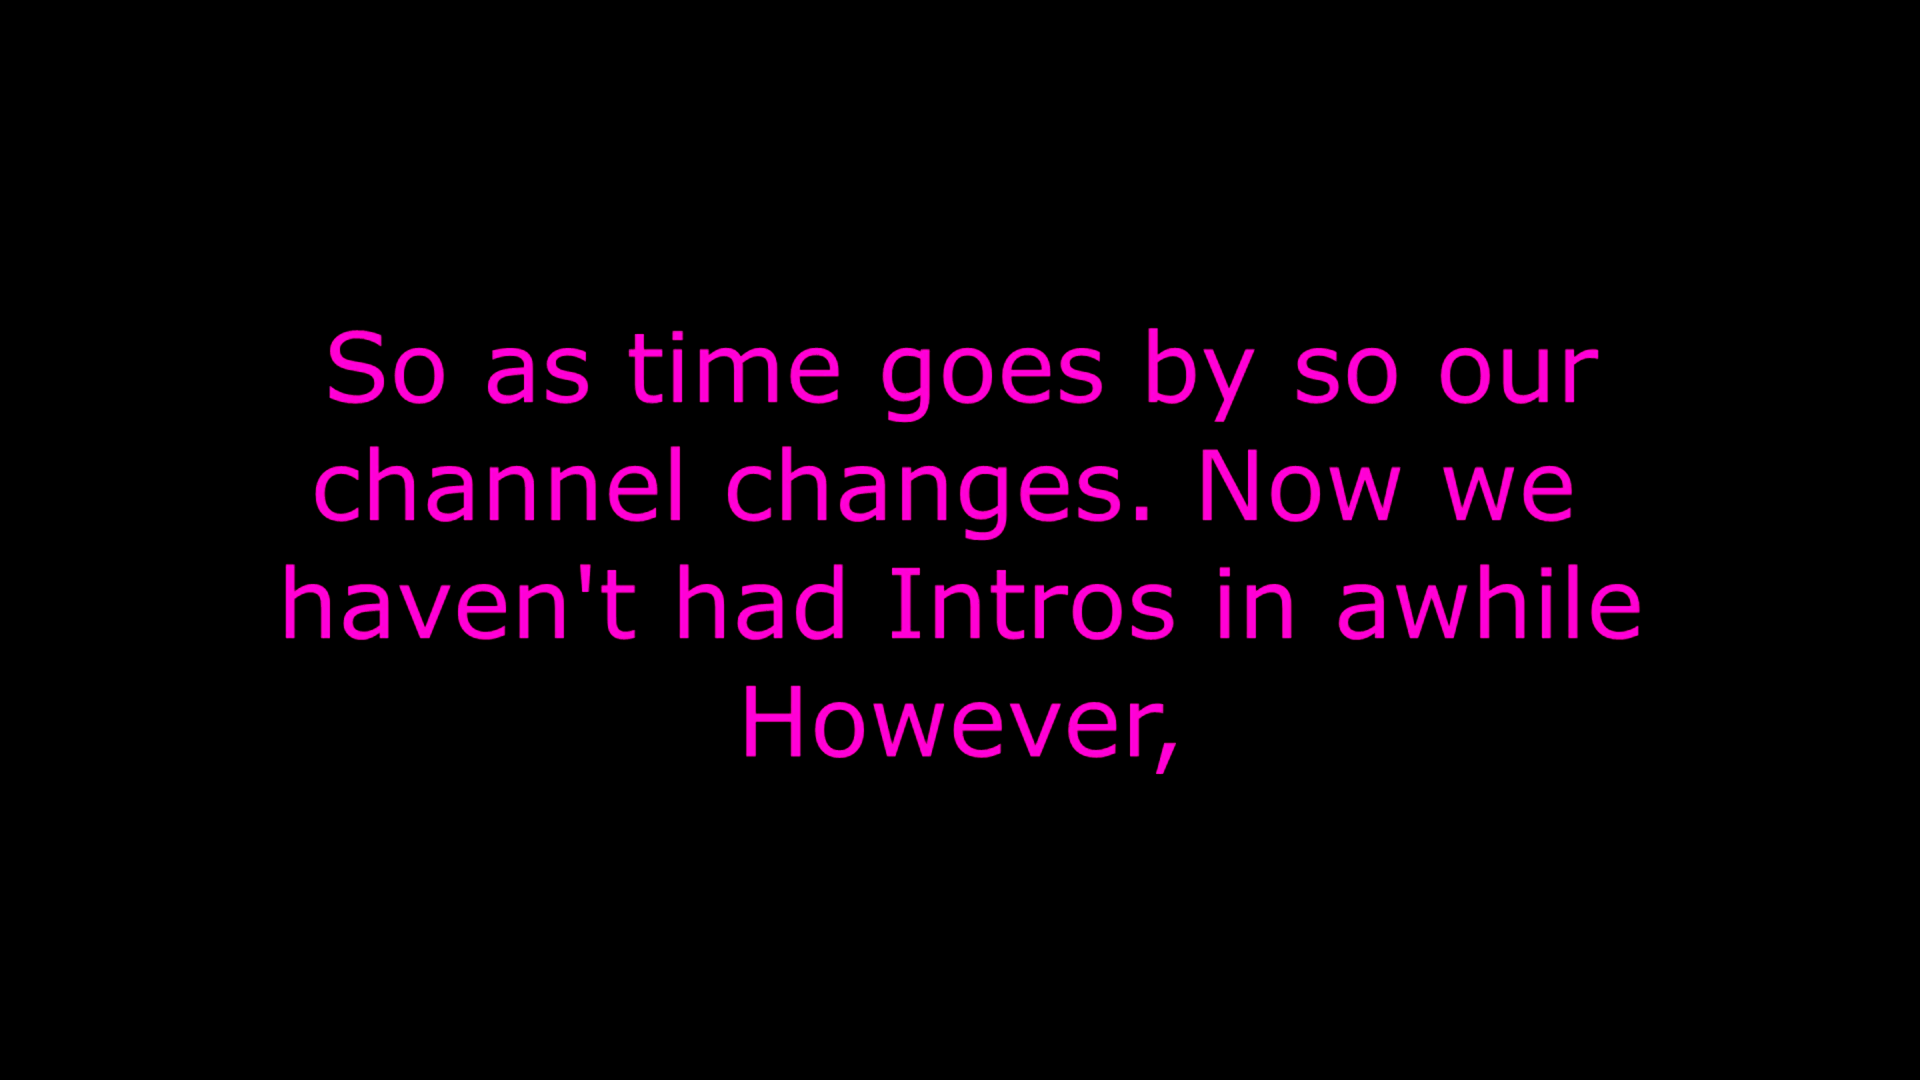 So as time goes by so our
channel changes. Now we
haven't had Intros in awhile
However,